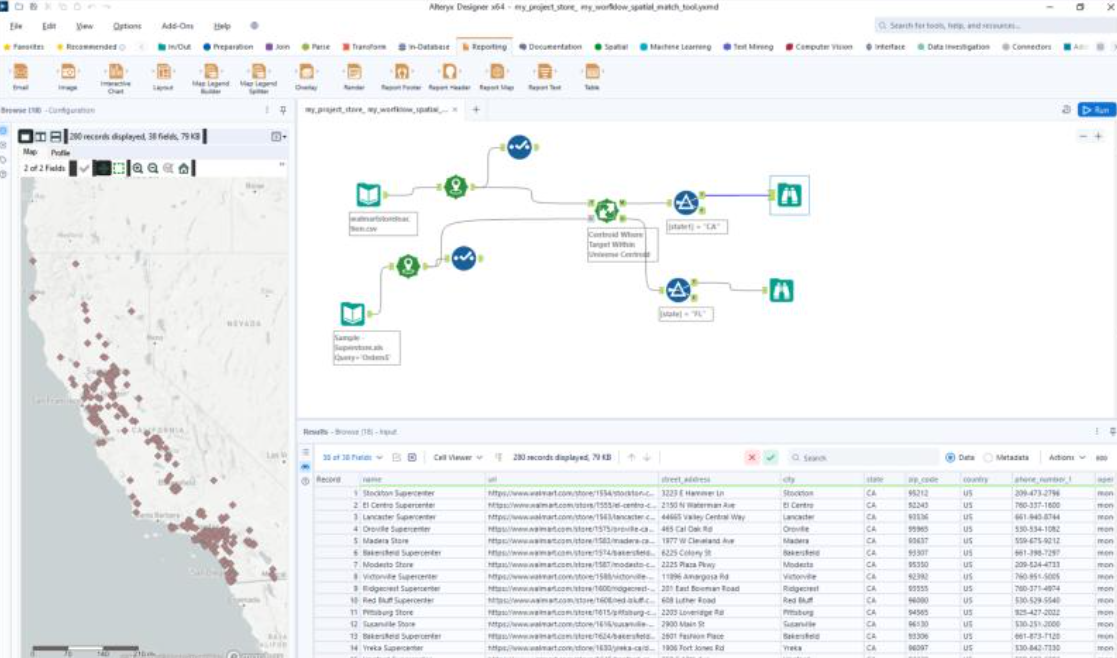 Alteryx Designer x64 - my_project_store_ my_worfklow_spatial_match_tool.yxmd
File Edit View Options Add-Ons Help
Search for tools, help, and resources...
Favorites Recommended In/Out Preparation Join Parse Transform In-Database Reporting Documentation Spatial Machine Learning Text Mining Computer Vision Interface Data Investigation Connectors
Email Image Interactive Chart Layout Map Legend Builder Map Legend Splitter Overlay Render Report Footer Report Header Report Map Report Text Table
Browse (18) - Configuration
my_project_store_ my_worfklow_spatial_...
Run
280 records displayed, 38 fields, 79 KB
Map Profile
2 of 2 Fields
Centroid Where
Target Within
Universe Centroid
[state] = "FL"
Sample -
Superstore.xls
NEVADA
CALIFORNIA
Results - Browse (18) - Input
38 of 38 Fields Cell Viewer 280 records displayed, 79 KB Search Data Metadata Actions
Record name url street_address city state zip_code country phone_number_1
1 Stockton Supercenter https://www.walmart.com/store/1554/stockton-c... 3223 E Hammer Ln Stockton CA 95212 US 209-473-2796 mon
2 El Centro Supercenter https://www.walmart.com/store/1555/el-centro-c... 2150 N Waterman Ave El Centro CA 92243 US 760-337-1600 mon
3 Lancaster Supercenter https://www.walmart.com/store/1563/lancaster-c... 44665 Valley Central Way Lancaster CA 93536 US 661-940-8744 mon
4 Oroville Supercenter https://www.walmart.com/store/1575/oroville-ca... 465 Cal Oak Rd Oroville CA 95965 US 530-534-1082 mon
5 Madera Store https://www.walmart.com/store/1583/madera-ca... 1977 W Cleveland Ave Madera CA 93637 US 559-675-9212 mon
6 Bakersfield Supercenter https://www.walmart.com/store/1574/bakersfield... 6225 Colony St Bakersfield CA 93307 US 661-398-7297 mon
7 Modesto Store https://www.walmart.com/store/1587/modesto-c... 2225 Plaza Pkwy Modesto CA 95350 US 209-524-4733 mon
8 Victorville Supercenter https://www.walmart.com/store/1588/victorville-... 11896 Amargosa Rd Victorville CA 92392 US 760-951-5005 mon
9 Ridgecrest Supercenter https://www.walmart.com/store/1600/ridgecrest-... 201 East Bowman Road Ridgecrest CA 93555 US 760-371-4974 mon
10 Red Bluff Supercenter https://www.walmart.com/store/1608/red-bluff-c... 608 Luther Road Red Bluff CA 96080 US 530-529-5540 mon
11 Pittsburg Store https://www.walmart.com/store/1615/pittsburg-c... 2203 Loveridge Rd Pittsburg CA 94565 US 925-427-2022 mon
12 Susanville Store https://www.walmart.com/store/1616/susanville-... 2900 Main St Susanville CA 96130 US 530-251-2000 mon
13 Bakersfield Supercenter https://www.walmart.com/store/1624/bakersfield... 2601 Fashion Place Bakersfield CA 93306 US 661-873-7120 mon
14 Yreka Supercenter https://www.walmart.com/store/1630/yreka-ca/d... 1906 Fort Jones Rd Yreka CA 96097 US 530-842-7330 mon